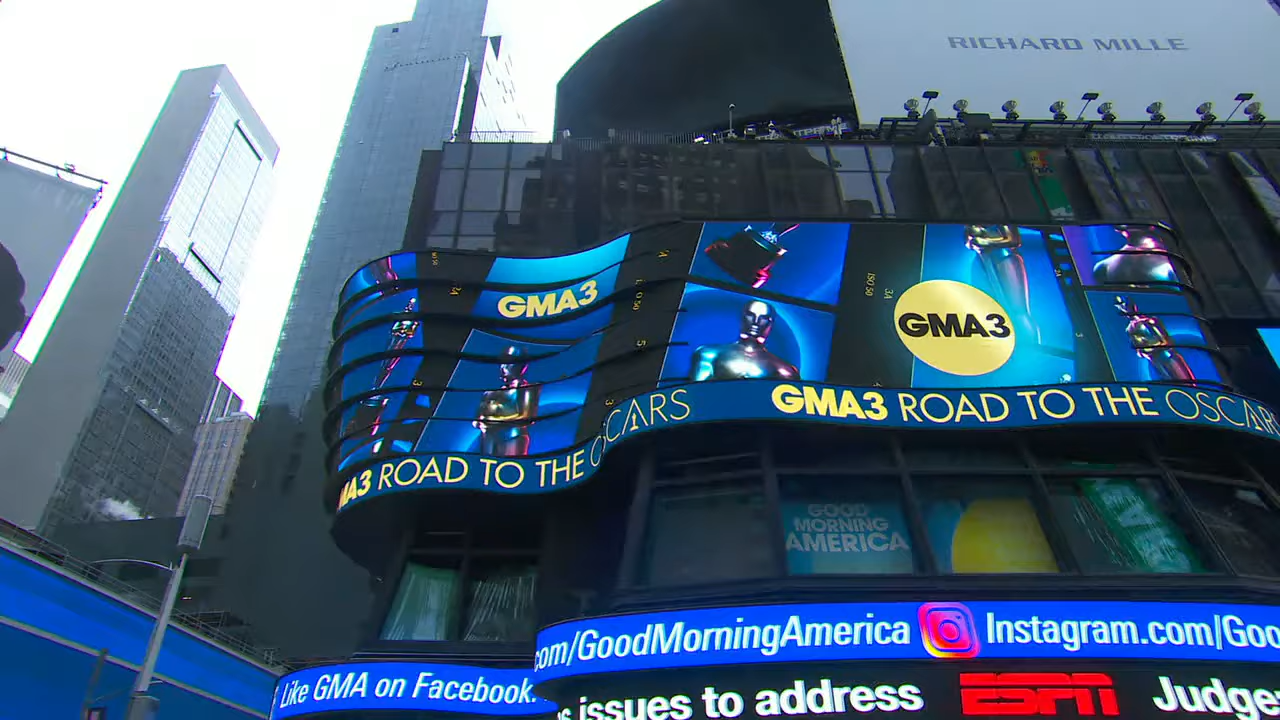 RICHARD MILLE
GMA3
GMA3
GMA3 ROAD TO THE OSCARS
GMA3 ROAD TO THE OSCARS
GOOD
MORNING
AMERICA
.com/GoodMorningAmerica Instagram.com/Goo
Like GMA on Facebook.
issues to address ESPN Judge